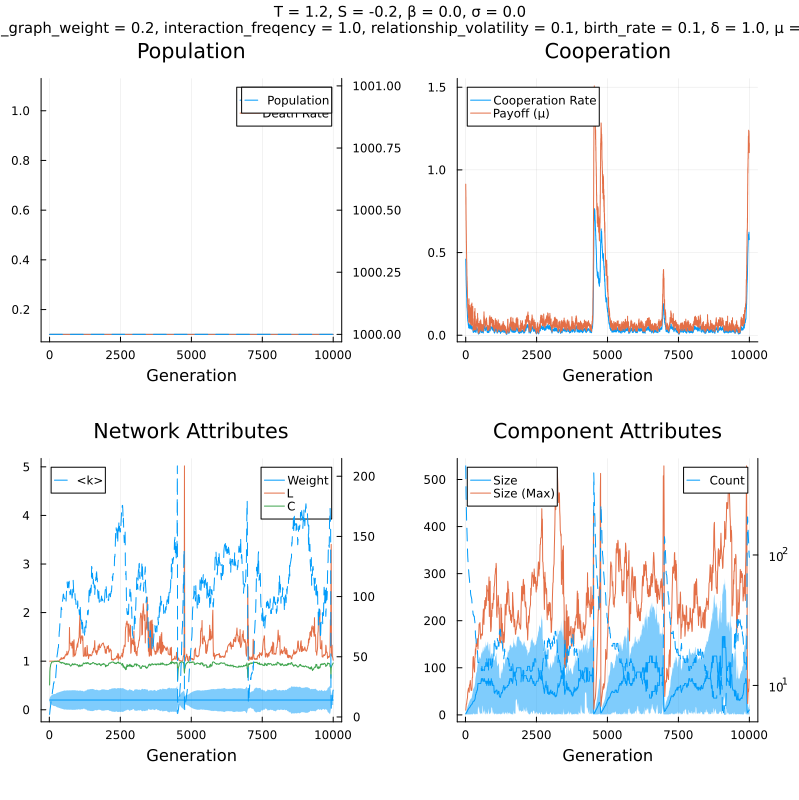 T = 1.2, S = -0.2, β = 0.0, σ = 0.0
_graph_weight = 0.2, interaction_freqency = 1.0, relationship_volatility = 0.1, birth_rate = 0.1, δ = 1.0, μ =
Population
Cooperation
1.0
0.8
0.6
0.4
0.2
1001.00
1000.75
1000.50
1000.25
1000.00
Population
Death Rate
0
2500
5000
7500
10000
Generation
1.5
1.0
0.5
0.0
Cooperation Rate
Payoff (μ)
0
2500
5000
7500
10000
Generation
Network Attributes
Component Attributes
5
4
3
2
1
0
200
150
100
50
0
<k>
Weight
L
C
0
2500
5000
7500
10000
Generation
500
400
300
200
100
0
10²
10¹
Size
Size (Max)
Count
0
2500
5000
7500
10000
Generation